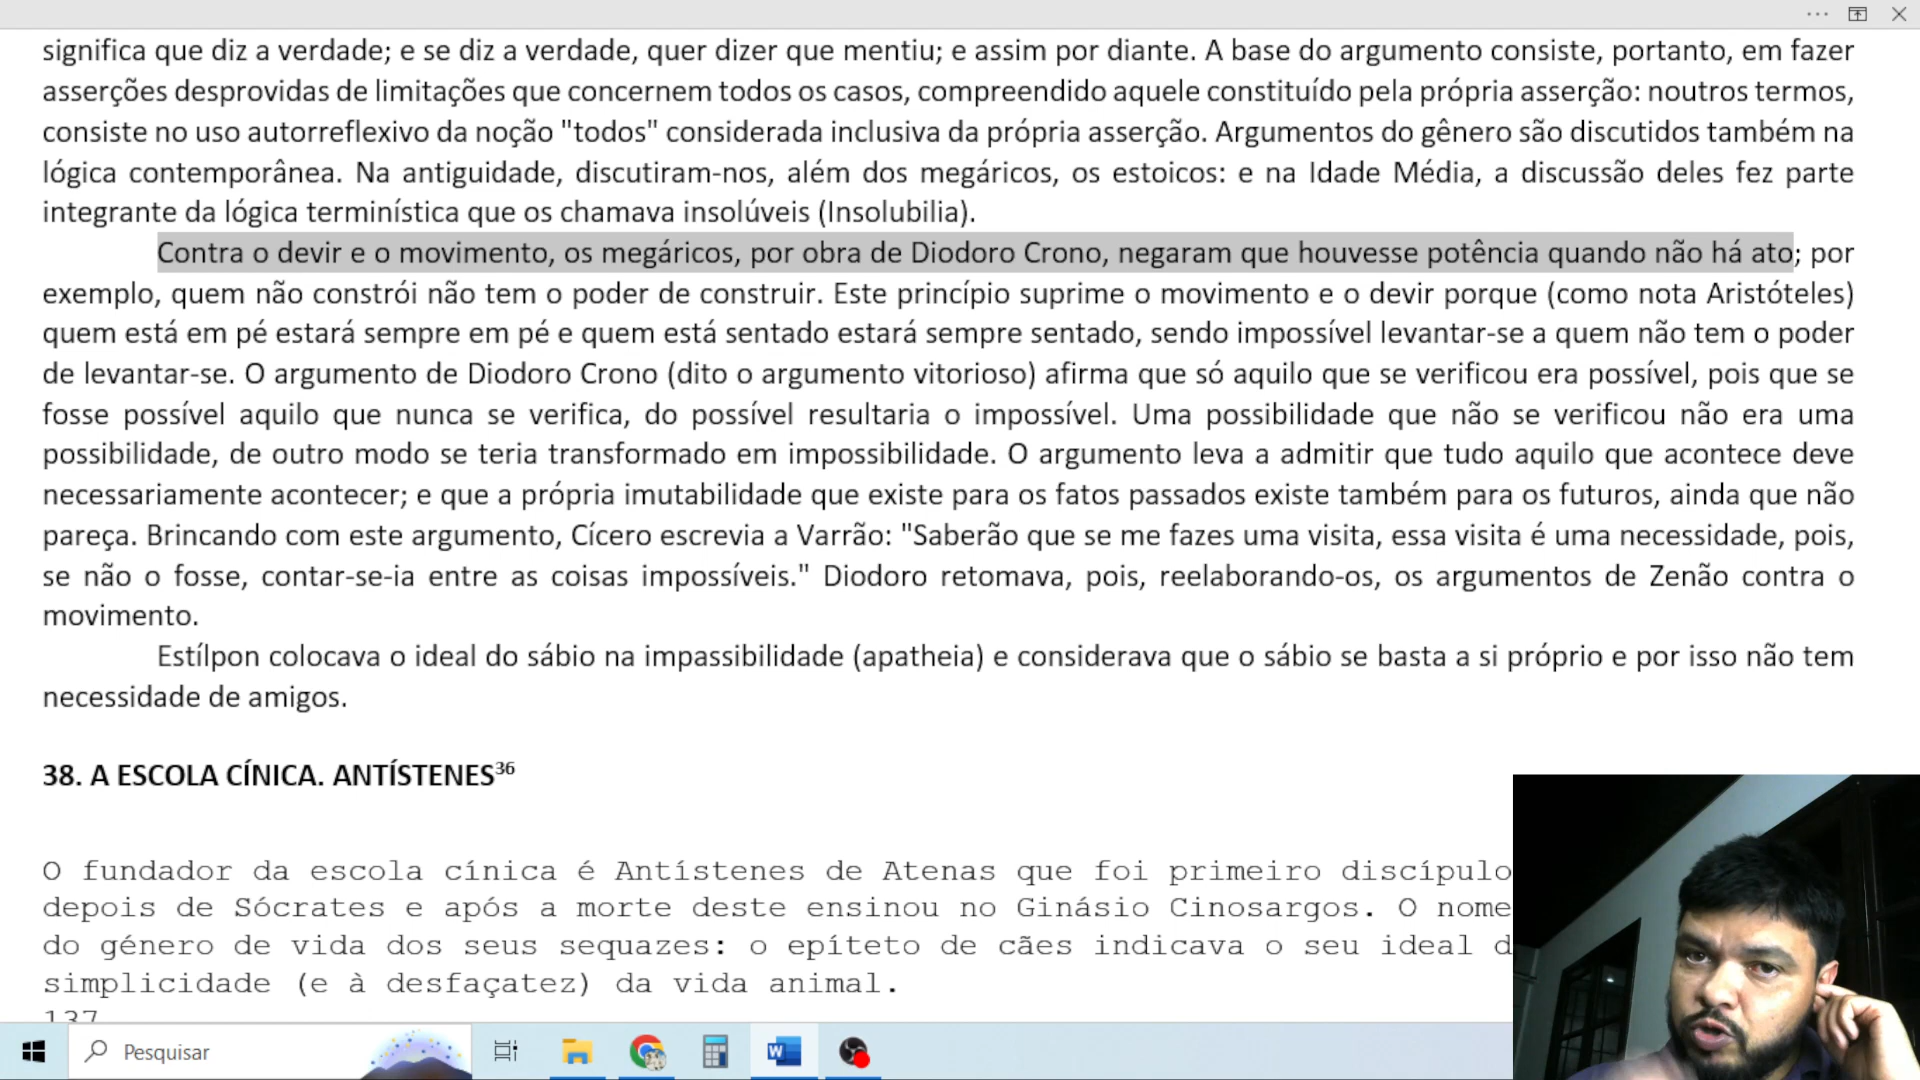 significa que diz a verdade; e se diz a verdade, quer dizer que mentiu; e assim por diante. A base do argumento consiste, portanto, em fazer
asserções desprovidas de limitações que concernem todos os casos, compreendido aquele constituído pela própria asserção: noutros termos,
consiste no uso autorreflexivo da noção "todos" considerada inclusiva da própria asserção. Argumentos do gênero são discutidos também na
lógica contemporânea. Na antiguidade, discutiram-nos, além dos megáricos, os estoicos: e na Idade Média, a discussão deles fez parte
integrante da lógica terminística que os chamava insolúveis (Insolubilia).
Contra o devir e o movimento, os megáricos, por obra de Diodoro Crono, negaram que houvesse potência quando não há ato; por
exemplo, quem não constrói não tem o poder de construir. Este princípio suprime o movimento e o devir porque (como nota Aristóteles)
quem está em pé estará sempre em pé e quem está sentado estará sempre sentado, sendo impossível levantar-se a quem não tem o poder
de levantar-se. O argumento de Diodoro Crono (dito o argumento vitorioso) afirma que só aquilo que se verificou era possível, pois que se
fosse possível aquilo que nunca se verifica, do possível resultaria o impossível. Uma possibilidade que não se verificou não era uma
possibilidade, de outro modo se teria transformado em impossibilidade. O argumento leva a admitir que tudo aquilo que acontece deve
necessariamente acontecer; e que a própria imutabilidade que existe para os fatos passados existe também para os futuros, ainda que não
pareça. Brincando com este argumento, Cícero escrevia a Varrão: "Saberão que se me fazes uma visita, essa visita é uma necessidade, pois,
se não o fosse, contar-se-ia entre as coisas impossíveis." Diodoro retomava, pois, reelaborando-os, os argumentos de Zenão contra o
movimento.
Estílpon colocava o ideal do sábio na impassibilidade (apatheia) e considerava que o sábio se basta a si próprio e por isso não tem
necessidade de amigos.
38. A ESCOLA CÍNICA. ANTÍSTENES³⁶
O fundador da escola cínica é Antístenes de Atenas que foi primeiro discípulo
depois de Sócrates e após a morte deste ensinou no Ginásio Cinosargos. O nome
do género de vida dos seus sequazes: o epíteto de cães indicava o seu ideal d
simplicidade (e à desfaçatez) da vida animal.
137
Pesquisar